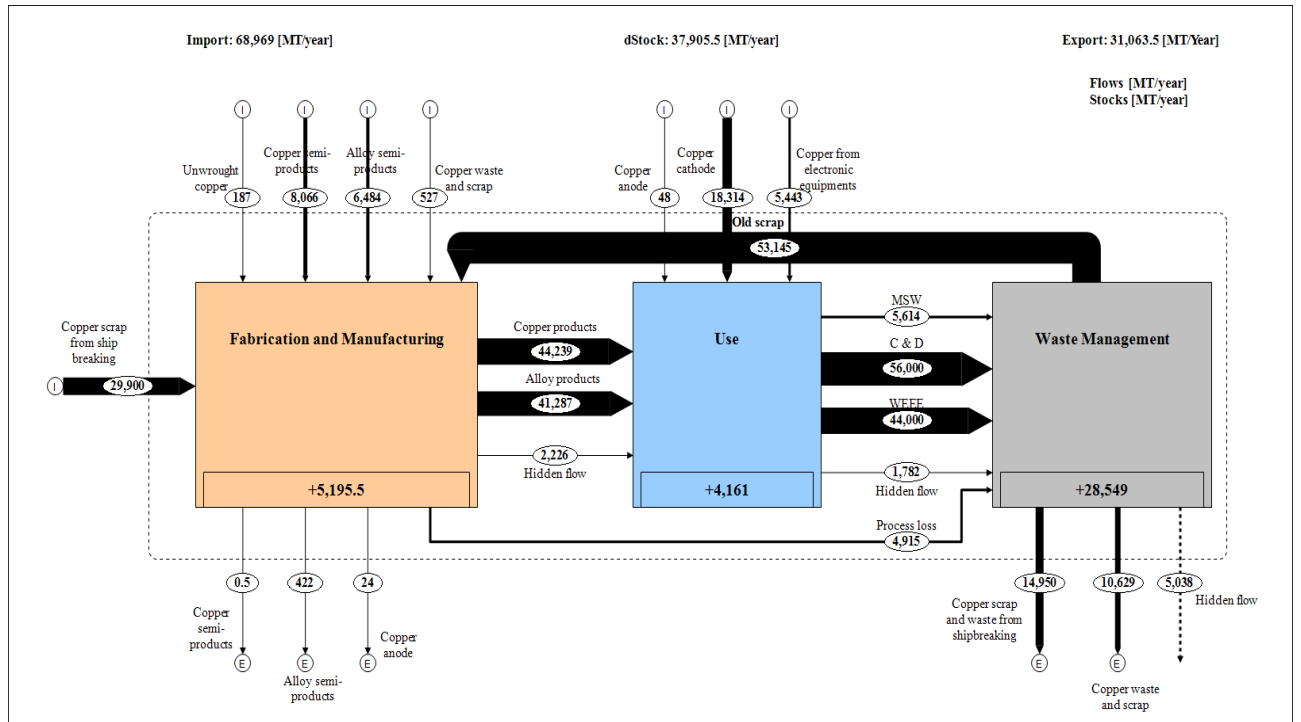 Import: 68,969 [MT/year]
dStock: 37,905.5 [MT/year]
Export: 31,063.5 [MT/Year]
Flows [MT/year]
Stocks [MT/year]
I
I
I
I
I
I
I
Unwrought
copper
187
Copper semi-
products
8,066
Alloy semi-
products
6,484
Copper waste
and scrap
527
Copper
anode
48
Copper
cathode
18,314
Copper from
electronic
equipments
5,443
Old scrap
53,145
Copper scrap
from ship
breaking
I
29,900
Fabrication and Manufacturing
+5,195.5
Copper products
44,239
Alloy products
41,287
2,226
Hidden flow
Use
+4,161
MSW
5,614
C & D
56,000
WEEE
44,000
1,782
Hidden flow
Process loss
4,915
Waste Management
+28,549
0.5
Copper
semi-
products
E
422
E
Alloy semi-
products
24
Copper
anode
E
14,950
Copper scrap
and waste from
shipbreaking
E
10,629
E
Copper waste
and scrap
5,038
Hidden flow